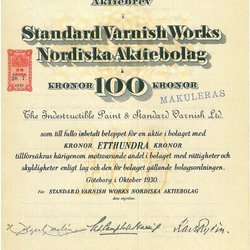 Aktiebrev
å
Standard Varnish Works
Nordiska Aktiebolag
å
KRONOR 100 KRONOR
MAKULERAS
The Indestructible Paint & Standard Varnish Ltd.
som till fullo inbetalt beloppet för en aktie i bolaget med
KRONOR ETTHUNDRA KRONOR
tillförsäkras härigenom motsvarande andel i bolaget med rättigheter och
skyldigheter enligt lag och den för bolaget gällande bolagsordningen.
Göteborg i Oktober 1930.
För STANDARD VARNISH WORKS NORDISKA AKTIEBOLAG
dess styrelse: